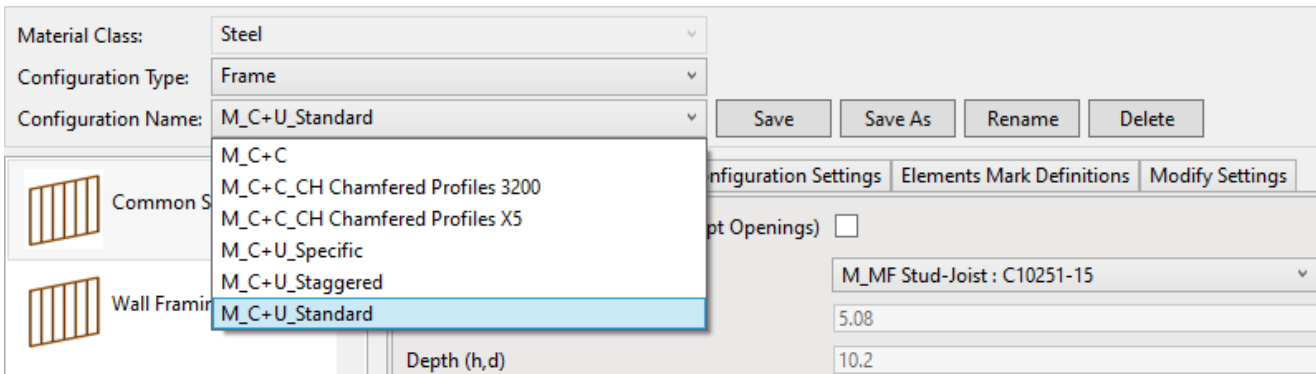 Material Class: Steel
Configuration Type: Frame
Configuration Name: M_C+U_Standard Save Save As Rename Delete
M_C+C
M_C+C_CH Chamfered Profiles 3200
M_C+C_CH Chamfered Profiles X5
M_C+U_Specific
M_C+U_Staggered
M_C+U_Standard
Common S
Wall Framin
nfiguration Settings Elements Mark Definitions Modify Settings
pt Openings)
M_MF Stud-Joist : C10251-15
5.08
Depth (h,d) 10.2